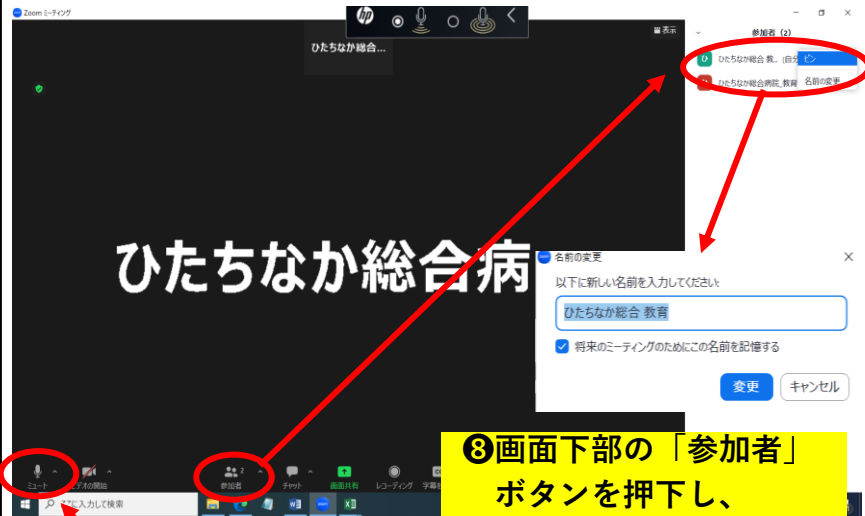 Zoom ミーティング
hp
ひたちなか総合...
表示
参加者 (2)
ひ ひたちなか総合 教... (自分
ピン
ひたちなか総合病院_教育
名前の変更
ひたちなか総合病
名前の変更
以下に新しい名前を入力してください:
ひたちなか総合 教育
将来のミーティングのためにこの名前を記憶する
変更 キャンセル
❽画面下部の「参加者」
ボタンを押下し、
2
ミュート
ビデオの開始
参加者
チャット
画面共有
レコーディング
ここに入力して検索